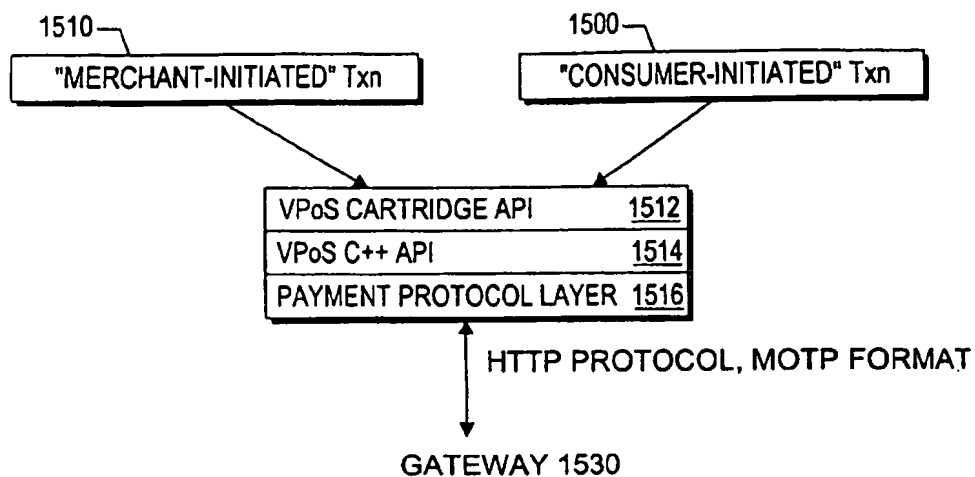 1510
1500
"MERCHANT-INITIATED" Txn
"CONSUMER-INITIATED" Txn
VPoS CARTRIDGE API 1512
VPoS C++ API 1514
PAYMENT PROTOCOL LAYER 1516
HTTP PROTOCOL, MOTP FORMAT
GATEWAY 1530